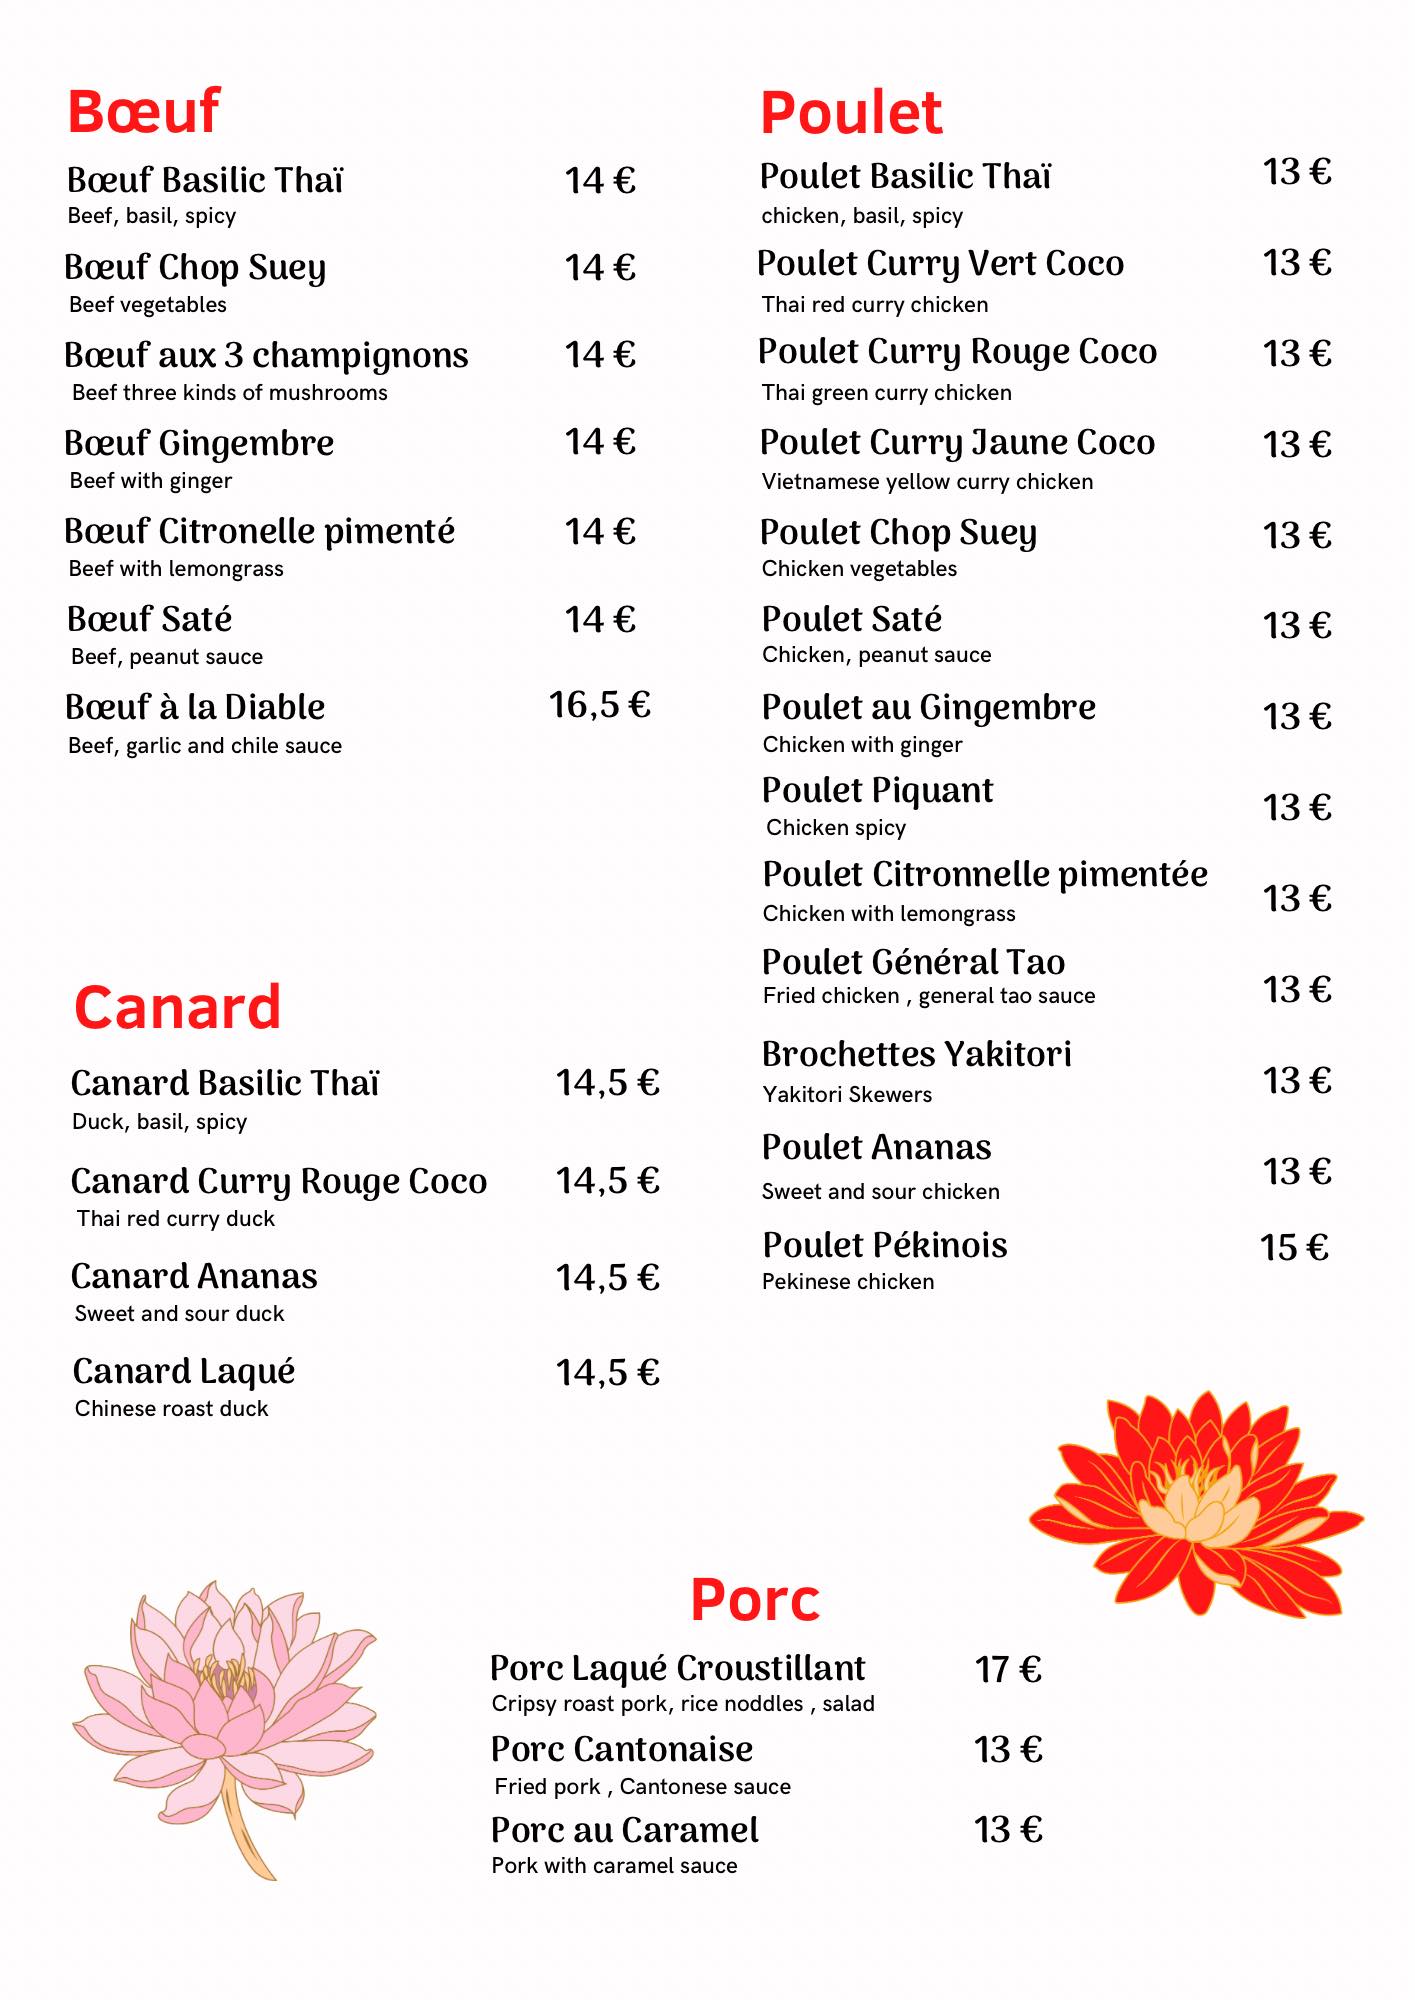 Bœuf
Bœuf Basilic Thaï 14 €
Beef, basil, spicy
Bœuf Chop Suey 14 €
Beef vegetables
Bœuf aux 3 champignons 14 €
Beef three kinds of mushrooms
Bœuf Gingembre 14 €
Beef with ginger
Bœuf Citronelle pimenté 14 €
Beef with lemongrass
Bœuf Saté 14 €
Beef, peanut sauce
Bœuf à la Diable 16,5 €
Beef, garlic and chile sauce
Canard
Canard Basilic Thaï 14,5 €
Duck, basil, spicy
Canard Curry Rouge Coco 14,5 €
Thai red curry duck
Canard Ananas 14,5 €
Sweet and sour duck
Canard Laqué 14,5 €
Chinese roast duck
Poulet
Poulet Basilic Thaï 13 €
chicken, basil, spicy
Poulet Curry Vert Coco 13 €
Thai red curry chicken
Poulet Curry Rouge Coco 13 €
Thai green curry chicken
Poulet Curry Jaune Coco 13 €
Vietnamese yellow curry chicken
Poulet Chop Suey 13 €
Chicken vegetables
Poulet Saté 13 €
Chicken, peanut sauce
Poulet au Gingembre 13 €
Chicken with ginger
Poulet Piquant 13 €
Chicken spicy
Poulet Citronnelle pimentée 13 €
Chicken with lemongrass
Poulet Général Tao 13 €
Fried chicken , general tao sauce
Brochettes Yakitori 13 €
Yakitori Skewers
Poulet Ananas 13 €
Sweet and sour chicken
Poulet Pékinois 15 €
Pekinese chicken
Porc
Porc Laqué Croustillant 17 €
Cripsy roast pork, rice noddles , salad
Porc Cantonaise 13 €
Fried pork , Cantonese sauce
Porc au Caramel 13 €
Pork with caramel sauce